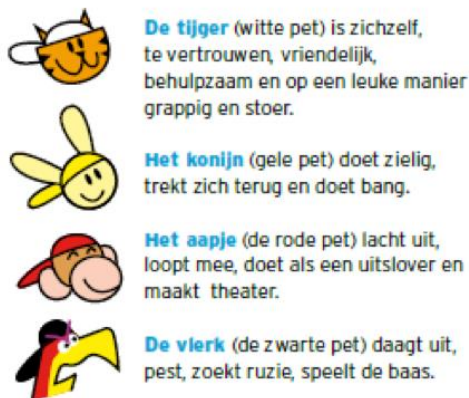 De tijger (witte pet) is zichzelf,
te vertrouwen, vriendelijk,
behulpzaam en op een leuke manier
grappig en stoer.
Het konijn (gele pet) doet zielig,
trekt zich terug en doet bang.
Het aapje (de rode pet) lacht uit,
loopt mee, doet als een uitslover en
maakt theater.
De vlerk (de zwarte pet) daagt uit,
pest, zoekt ruzie, speelt de baas.